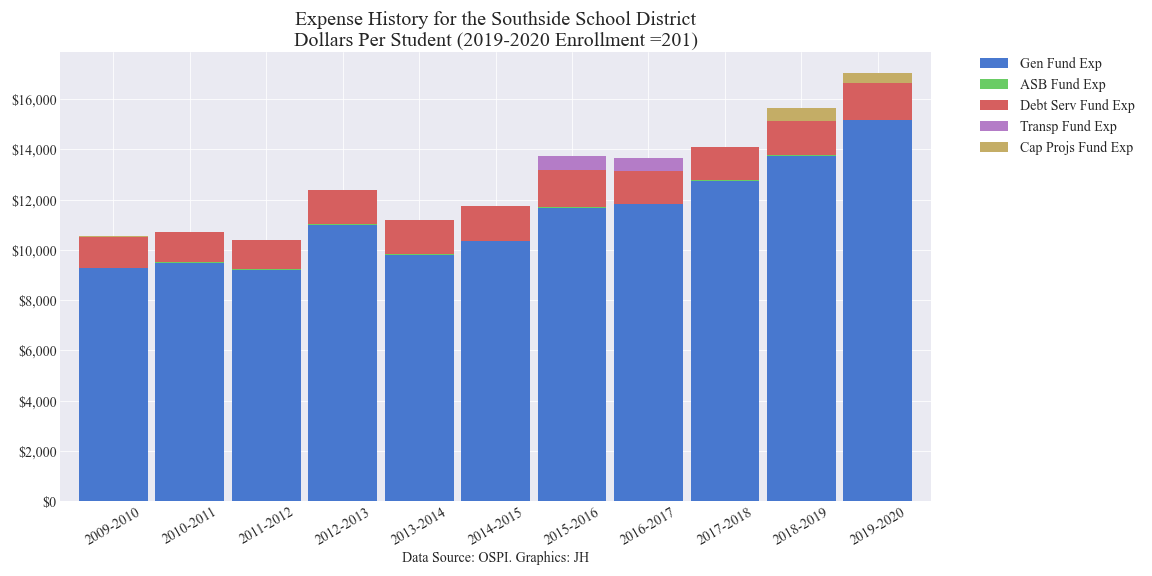 Expense History for the Southside School District
Dollars Per Student (2019-2020 Enrollment =201)
Gen Fund Exp
ASB Fund Exp
Debt Serv Fund Exp
Transp Fund Exp
Cap Projs Fund Exp
$16,000
$14,000
$12,000
$10,000
$8,000
$6,000
$4,000
$2,000
$0
2009-2010
2010-2011
2011-2012
2012-2013
2013-2014
2014-2015
2015-2016
2016-2017
2017-2018
2018-2019
2019-2020
Data Source: OSPI. Graphics: JH